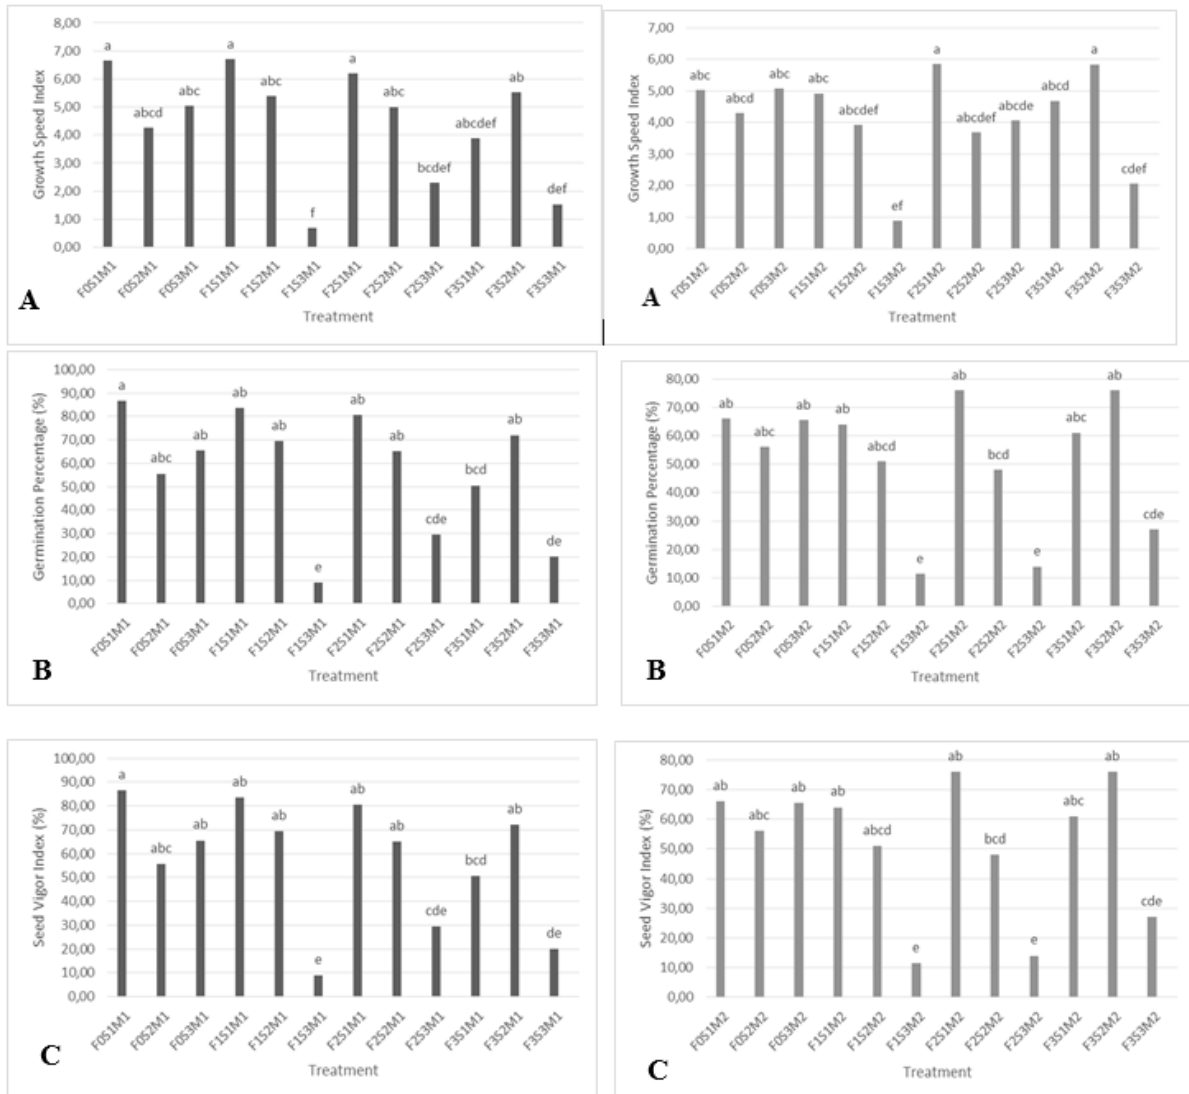 8,00
7,00
6,00
5,00
4,00
3,00
2,00
1,00
0,00
Growth Speed Index
a
abcd
abc
a
abc
f
a
abc
bcdef
abcdef
ab
def
F0S1M1
F0S2M1
F0S3M1
F1S1M1
F1S2M1
F1S3M1
F2S1M1
F2S2M1
F2S3M1
F3S1M1
F3S2M1
F3S3M1
Treatment
A
7,00
6,00
5,00
4,00
3,00
2,00
1,00
0,00
Growth Speed Index
abc
abcd
abc
abc
abcdef
ef
a
abcdef
abcde
abc
a
cdef
F0S1M2
F0S2M2
F0S3M2
F1S1M2
F1S2M2
F1S3M2
F2S1M2
F2S2M2
F2S3M2
F3S1M2
F3S2M2
F3S3M2
Treatment
A
100,00
90,00
80,00
70,00
60,00
50,00
40,00
30,00
20,00
10,00
0,00
Germination Percentage (%)
a
abc
ab
ab
ab
e
ab
ab
cde
bcd
ab
de
F0S1M1
F0S2M1
F0S3M1
F1S1M1
F1S2M1
F1S3M1
F2S1M1
F2S2M1
F2S3M1
F3S1M1
F3S2M1
F3S3M1
Treatment
B
80,00
70,00
60,00
50,00
40,00
30,00
20,00
10,00
0,00
Germination Percentage (%)
ab
abc
ab
ab
abcd
e
ab
bcd
e
abc
ab
cde
F0S1M2
F0S2M2
F0S3M2
F1S1M2
F1S2M2
F1S3M2
F2S1M2
F2S2M2
F2S3M2
F3S1M2
F3S2M2
F3S3M2
Treatment
B
100,00
90,00
80,00
70,00
60,00
50,00
40,00
30,00
20,00
10,00
0,00
Seed Vigor Index (%)
a
abc
ab
ab
ab
e
ab
ab
cde
bcd
ab
de
F0S1M1
F0S2M1
F0S3M1
F1S1M1
F1S2M1
F1S3M1
F2S1M1
F2S2M1
F2S3M1
F3S1M1
F3S2M1
F3S3M1
Treatment
C
80,00
70,00
60,00
50,00
40,00
30,00
20,00
10,00
0,00
Seed Vigor Index (%)
ab
abc
ab
ab
abcd
e
ab
bcd
e
abc
ab
cde
F0S1M2
F0S2M2
F0S3M2
F1S1M2
F1S2M2
F1S3M2
F2S1M2
F2S2M2
F2S3M2
F3S1M2
F3S2M2
F3S3M2
Treatment
C